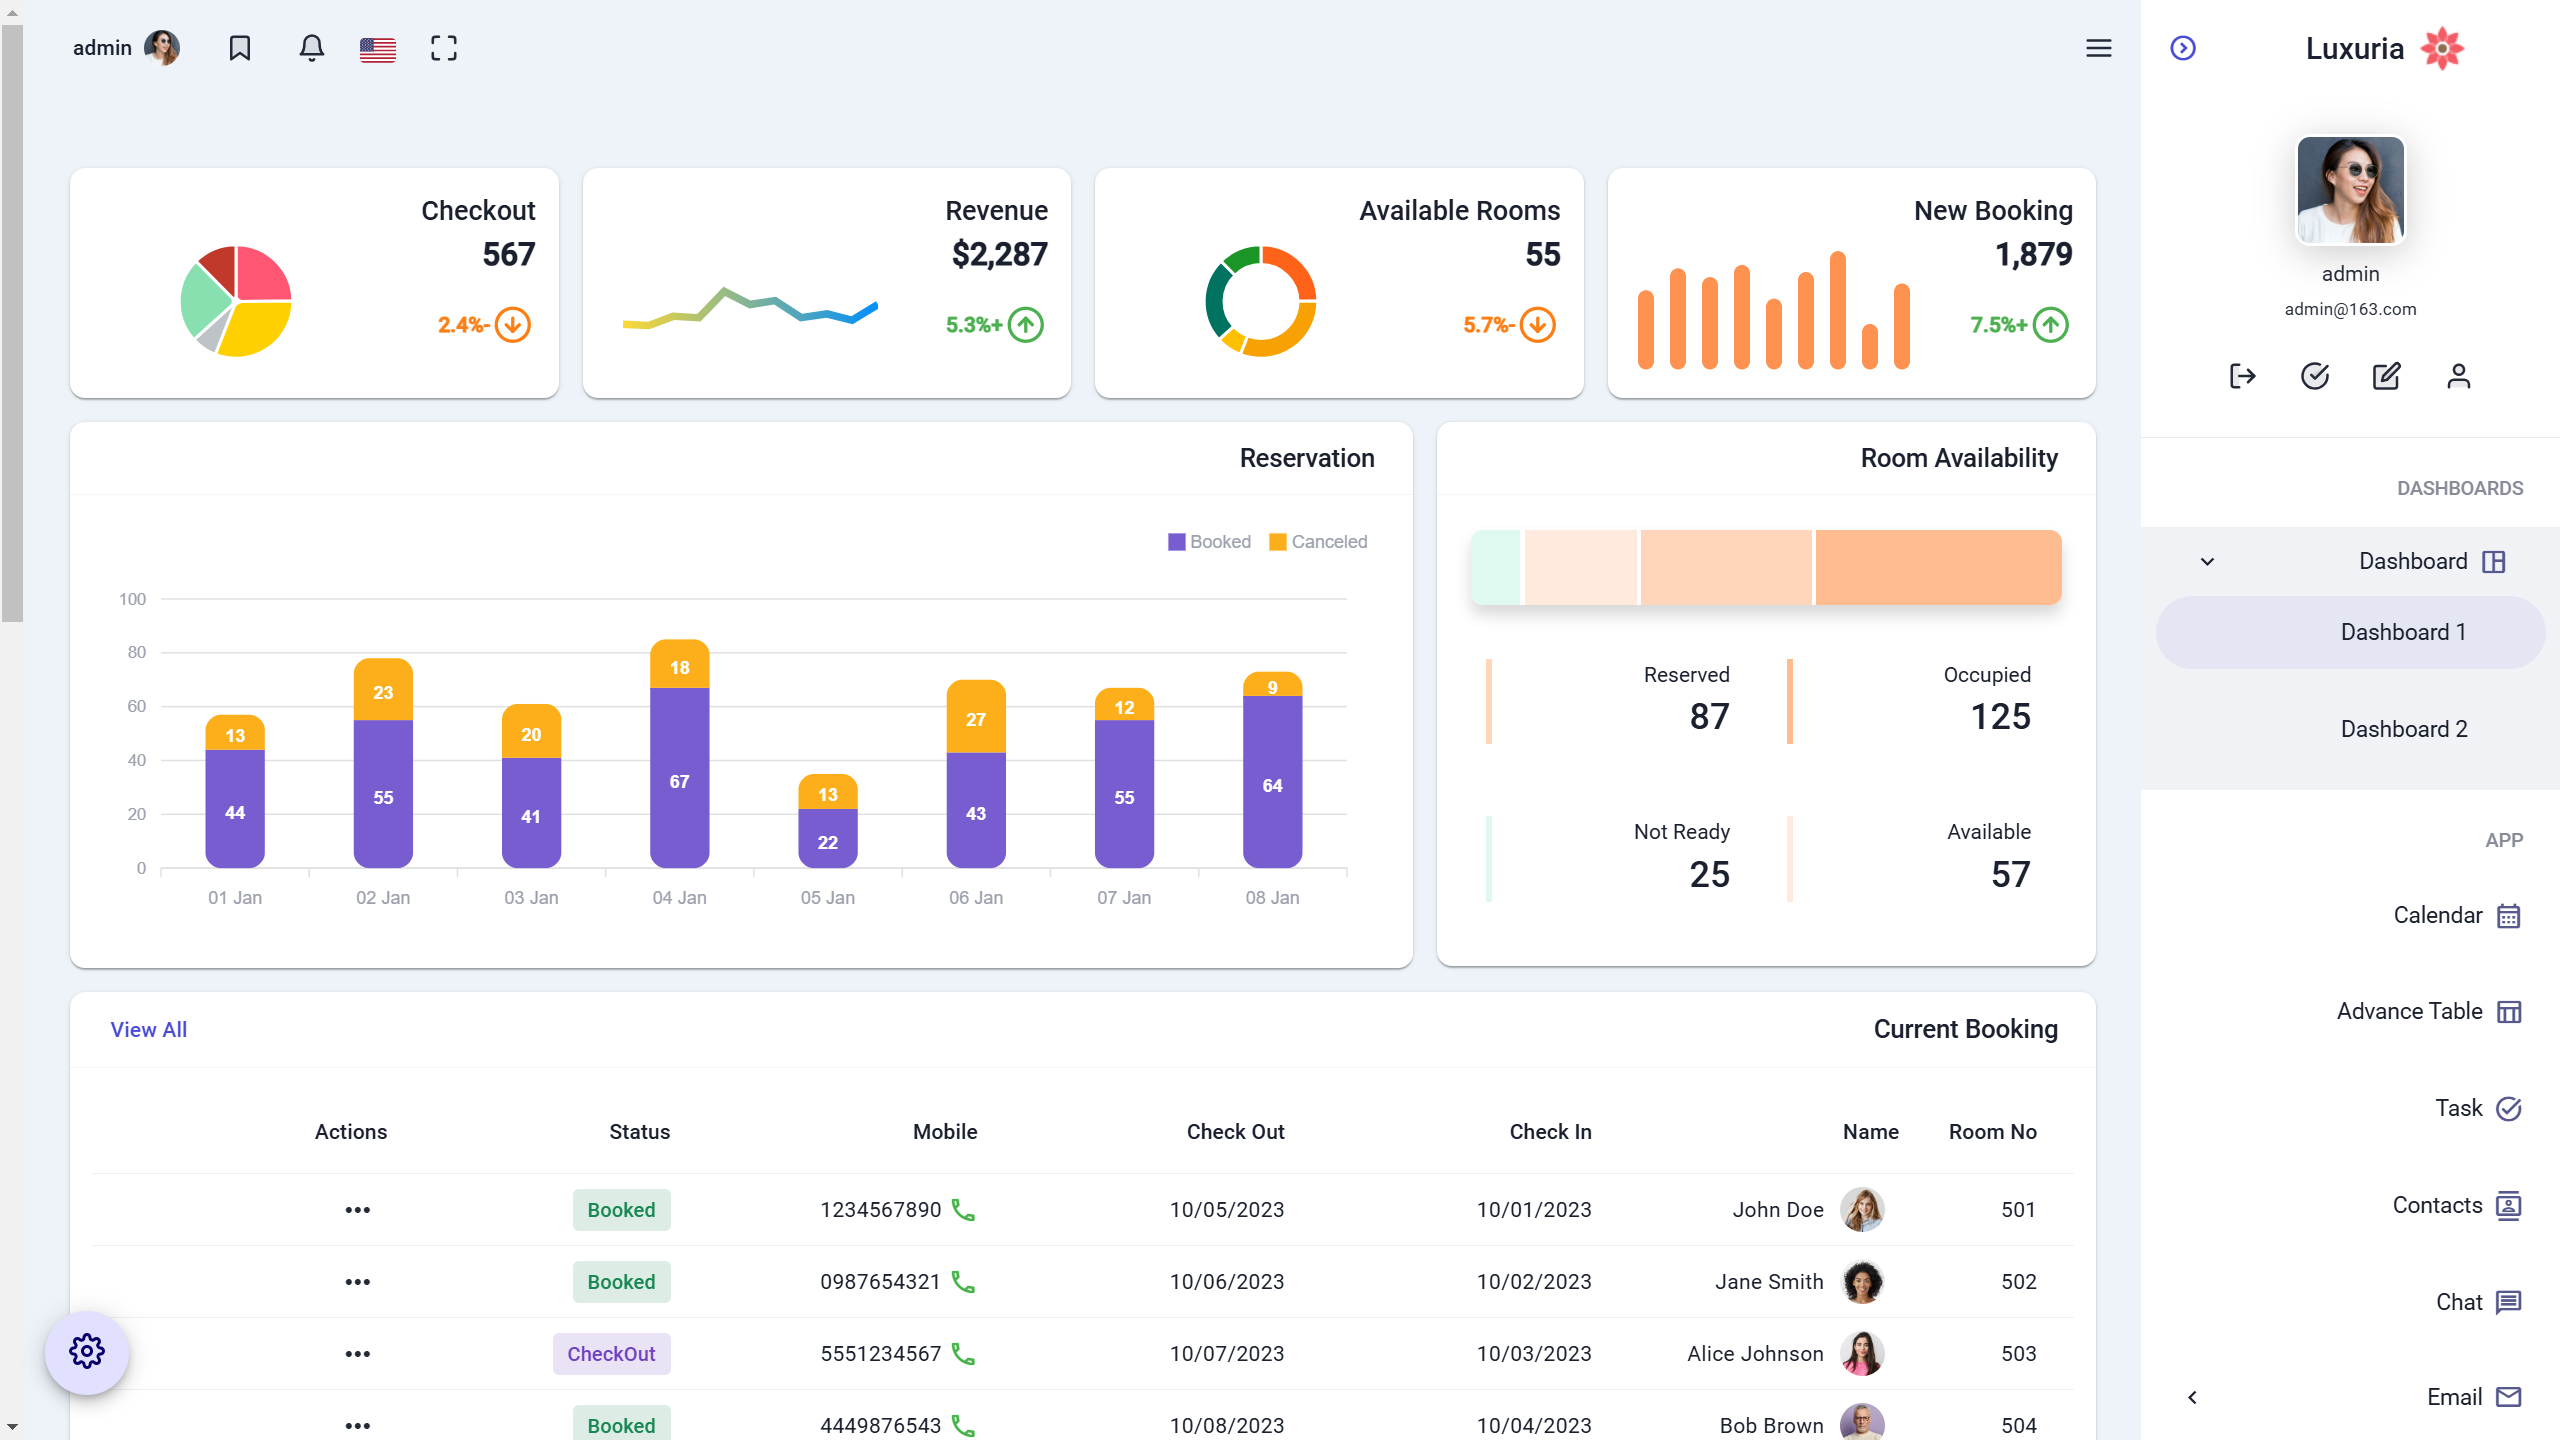 admin
Luxuria
admin
admin@163.com
DASHBOARDS
Dashboard
Dashboard 1
Dashboard 2
APP
Calendar
Advance Table
Task
Contacts
Chat
Email
Checkout
567
2.4%-
Revenue
$2,287
5.3%+
Available Rooms
55
5.7%-
New Booking
1,879
7.5%+
Reservation
Booked Canceled
100
80
60
40
20
0
13 23 20 18 13 27 12 9
44 55 41 67 22 43 55 64
01 Jan 02 Jan 03 Jan 04 Jan 05 Jan 06 Jan 07 Jan 08 Jan
Room Availability
Reserved Occupied
87 125
Not Ready Available
25 57
View All Current Booking
Actions Status Mobile Check Out Check In Name Room No
Booked 1234567890 10/05/2023 10/01/2023 John Doe 501
Booked 0987654321 10/06/2023 10/02/2023 Jane Smith 502
CheckOut 5551234567 10/07/2023 10/03/2023 Alice Johnson 503
Booked 4449876543 10/08/2023 10/04/2023 Bob Brown 504